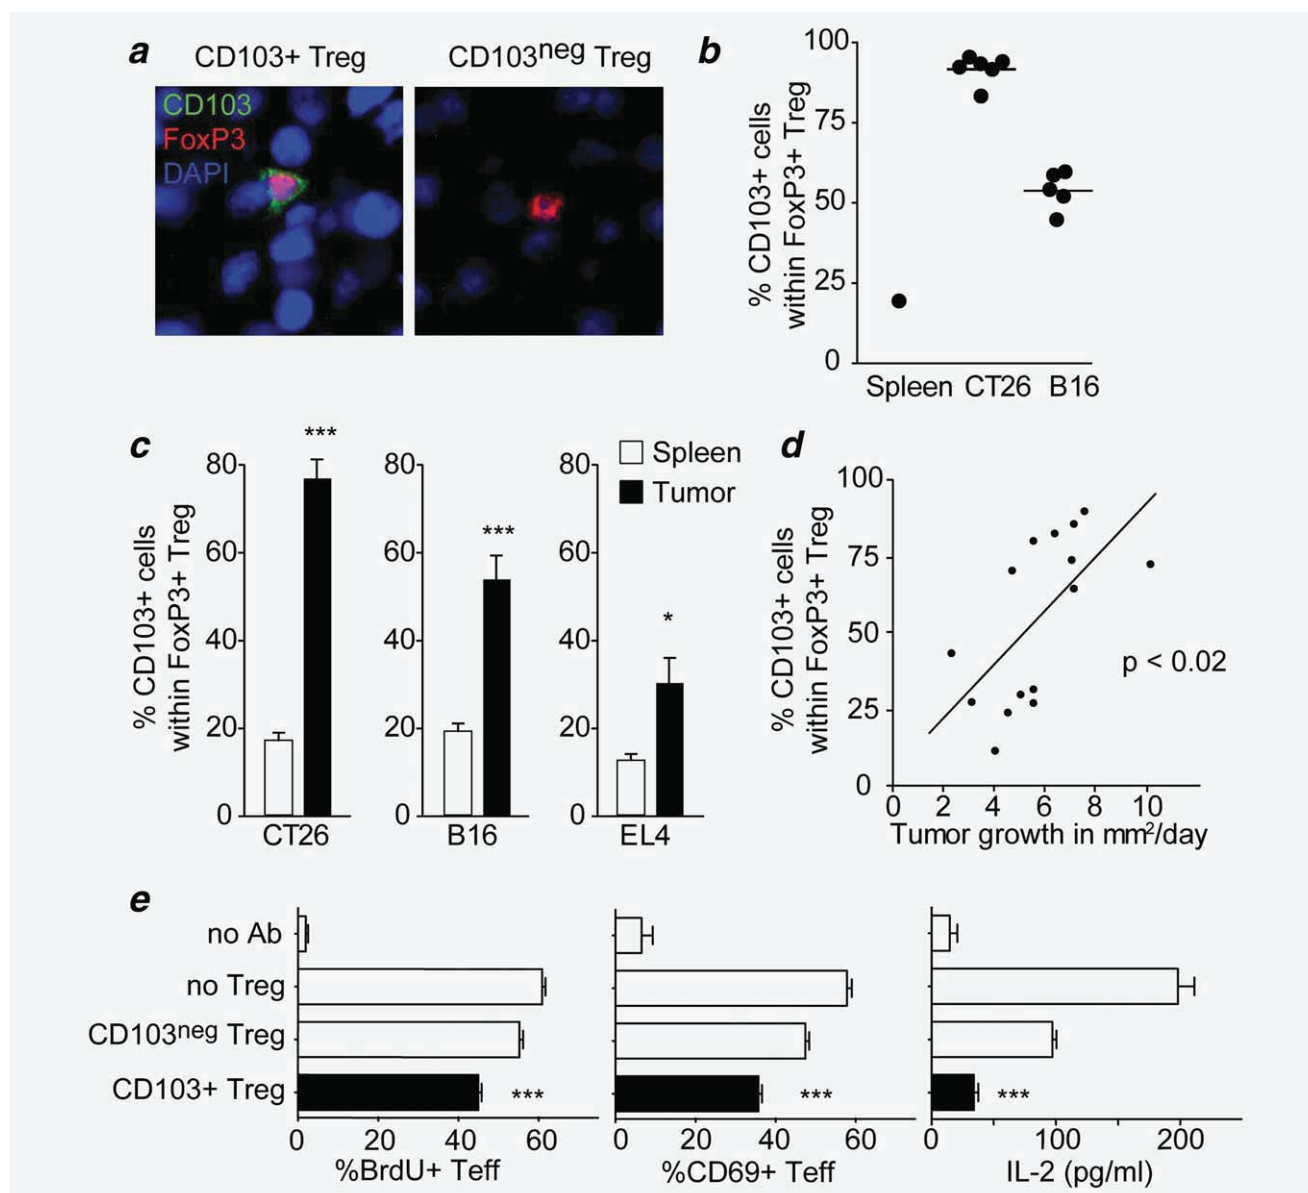 a
CD103+ Treg
CD103neg Treg
CD103
FoxP3
DAPI
b
% CD103+ cells
within FoxP3+ Treg
100
75
50
25
0
Spleen CT26 B16
c
% CD103+ cells
within FoxP3+ Treg
80
60
40
20
0
***
CT26
80
60
40
20
0
***
B16
80
60
40
20
0
*
EL4
Spleen
Tumor
d
% CD103+ cells
within FoxP3+ Treg
100
75
50
25
0
p < 0.02
0 2 4 6 8 10
Tumor growth in mm²/day
e
no Ab
no Treg
CD103neg Treg
CD103+ Treg
***
0 20 40 60
%BrdU+ Teff
***
0 20 40 60
%CD69+ Teff
***
0 100 200
IL-2 (pg/ml)